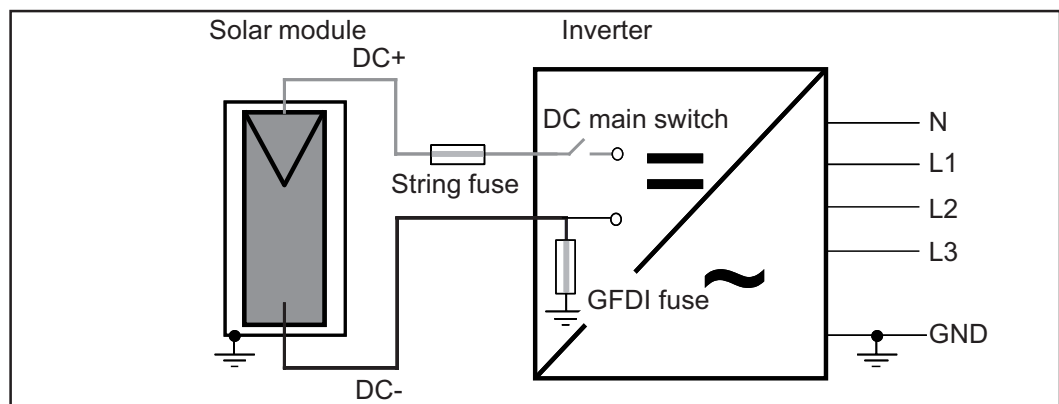 Solar module
Inverter
DC+
DC main switch
String fuse
GFDI fuse
DC-
N
L1
L2
L3
GND